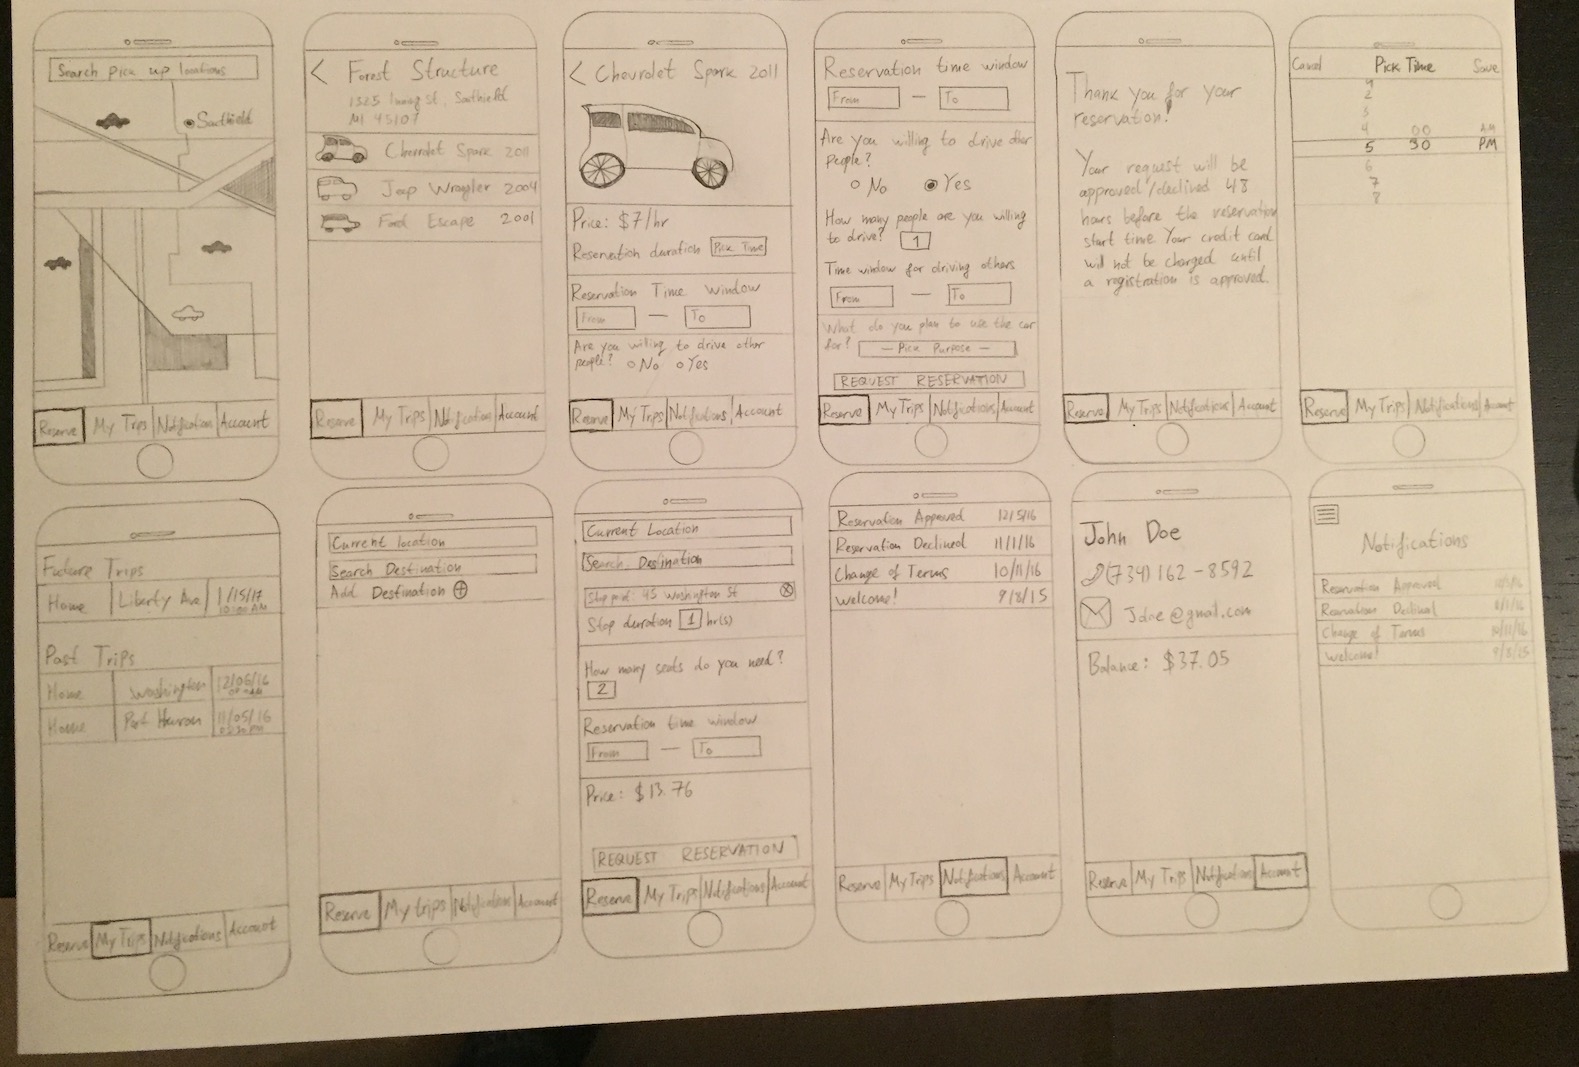 Search pick up locations
Southfield
Reserve My Trips Notifications Account
< Forest Structure
1325 St, Southfield
MI 45107
Chevrolet Spark 2011
Jeep Wrangler 2004
Ford Escape 2001
Reserve My Trips Notifications Account
< Chevrolet Spark 2011
Price: $7/hr
Reservation duration Pick Time
Reservation Time Window
From — To
Are you willing to drive other
people? No Yes
Reserve My Trips Notifications Account
Reservation time window
From — To
Are you willing to drive other
people?
No Yes
How many people are you willing
to drive? 1
Time window for driving others
From — To
What do you plan to use the car
for? — Pick Purpose —
REQUEST RESERVATION
Reserve My Trips Notifications Account
Thank you for your
reservation!
Your request will be
approved/declined 48
hours before the reservation
start time Your credit card
will not be charged until
a registration is approved.
Reserve My Trips Notifications Account
Cancel Pick Time Save
1
2
3
4 00 AM
5 30 PM
6
7
8
Reserve My Trips Notifications Account
Future Trips
Home Liberty Ave 1/15/17
10:00 AM
Past Trips
Home Washington 12/06/16
AM
Home Port Huron 11/05/16
03:30 PM
Reserve My Trips Notifications Account
Current location
Search Destination
Add Destination
Reserve My trips Notifications Account
Current Location
Search Destination
Stop point: 45 Washington St
Stop duration 1 hr(s)
How many seats do you need?
2
Reservation time window
From — To
Price: $13.76
REQUEST RESERVATION
Reserve My Trips Notifications Account
Reservation Approved 12/5/16
Reservation Declined 11/1/16
Change of Terms 10/11/16
Welcome! 9/8/15
Reserve My Trips Notifications Account
John Doe
(734) 162-8592
Jdoe@gmail.com
Balance: $37.05
Reserve My Trips Notifications Account
Notifications
Reservation Approved
Reservation Declined 11/1/16
Change of Terms 10/11/16
Welcome! 9/8/15